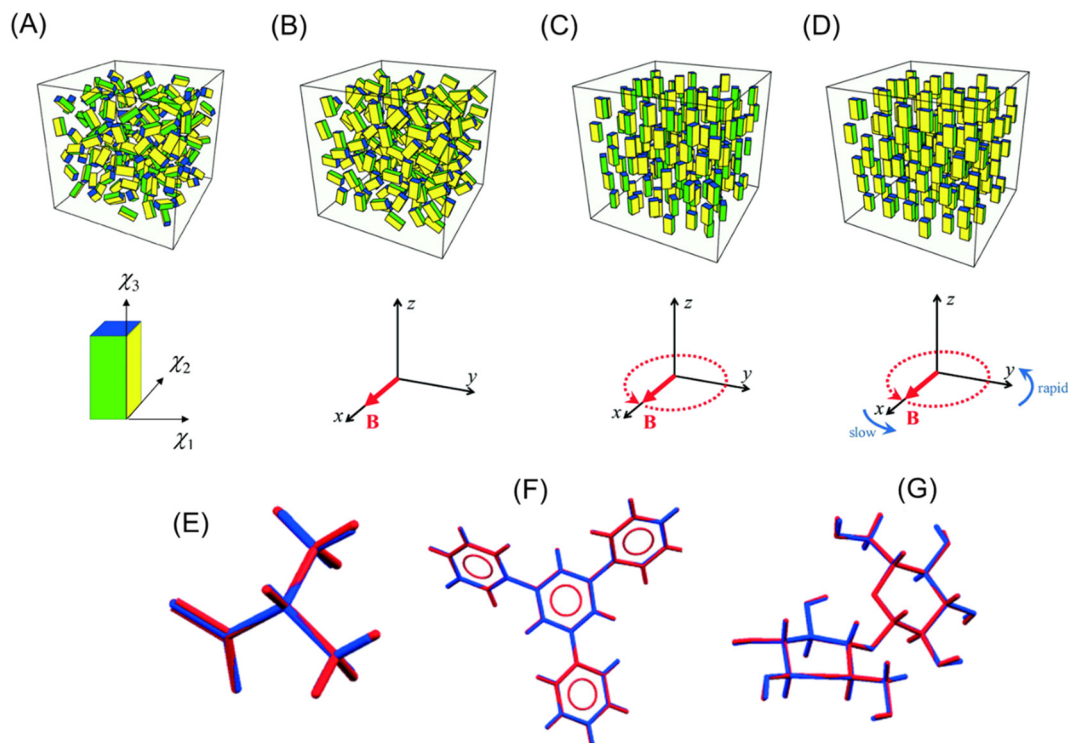 (A) (B) (C) (D)
χ3
χ2
χ1
z
y
x
B
z
y
x
B
z
y
rapid
x
B
slow
(E) (F) (G)